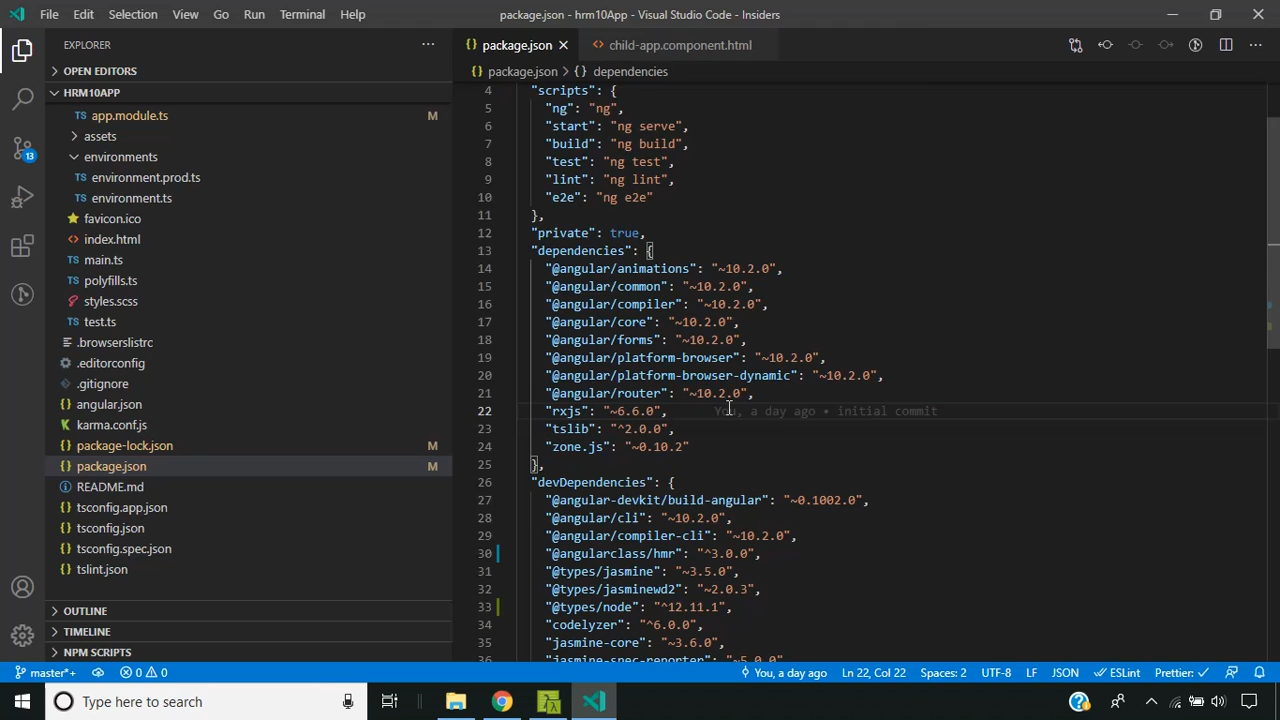 File Edit Selection View Go Run Terminal Help
package.json - hrm10App - Visual Studio Code - Insiders
EXPLORER
OPEN EDITORS
HRM10APP
app.module.ts M
assets
environments
environment.prod.ts
environment.ts
favicon.ico
index.html
main.ts
polyfills.ts
styles.scss
test.ts
.browserslistrc
.editorconfig
.gitignore
angular.json
karma.conf.js
package-lock.json M
package.json M
README.md
tsconfig.app.json
tsconfig.json
tsconfig.spec.json
tslint.json
OUTLINE
TIMELINE
NPM SCRIPTS
13
package.json child-app.component.html
package.json {} dependencies
4 "scripts": {
5 "ng": "ng",
6 "start": "ng serve",
7 "build": "ng build",
8 "test": "ng test",
9 "lint": "ng lint",
10 "e2e": "ng e2e"
11 },
12 "private": true,
13 "dependencies": {
14 "@angular/animations": "~10.2.0",
15 "@angular/common": "~10.2.0",
16 "@angular/compiler": "~10.2.0",
17 "@angular/core": "~10.2.0",
18 "@angular/forms": "~10.2.0",
19 "@angular/platform-browser": "~10.2.0",
20 "@angular/platform-browser-dynamic": "~10.2.0",
21 "@angular/router": "~10.2.0",
22 "rxjs": "~6.6.0", You, a day ago • initial commit
23 "tslib": "^2.0.0",
24 "zone.js": "~0.10.2"
25 },
26 "devDependencies": {
27 "@angular-devkit/build-angular": "~0.1002.0",
28 "@angular/cli": "~10.2.0",
29 "@angular/compiler-cli": "~10.2.0",
30 "@angularclass/hmr": "^3.0.0",
31 "@types/jasmine": "~3.5.0",
32 "@types/jasminewd2": "~2.0.3",
33 "@types/node": "^12.11.1",
34 "codelyzer": "^6.0.0",
35 "jasmine-core": "~3.6.0",
36 "jasmine-spec-reporter": "~5.0.0",
master*+ 0 0 You, a day ago Ln 22, Col 22 Spaces: 2 UTF-8 LF JSON ESLint Prettier:
Type here to search